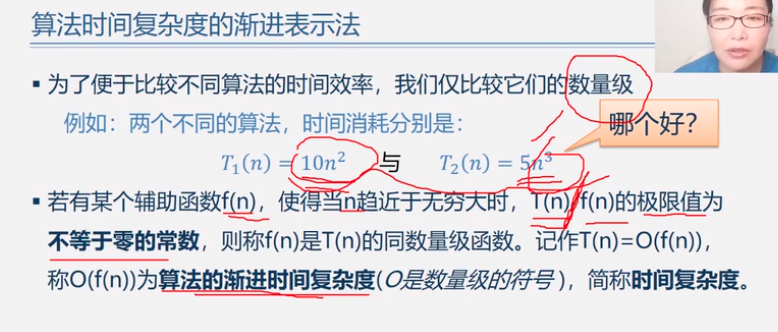 算法时间复杂度的渐进表示法
▪ 为了便于比较不同算法的时间效率，我们仅比较它们的数量级
例如：两个不同的算法，时间消耗分别是：
哪个好？
T₁(n) = 10n² 与 T₂(n) = 5n³
▪ 若有某个辅助函数f(n)，使得当n趋近于无穷大时，T(n)/f(n)的极限值为
不等于零的常数，则称f(n)是T(n)的同数量级函数。记作T(n)=O(f(n))，
称O(f(n))为算法的渐进时间复杂度(O是数量级的符号 )，简称时间复杂度。